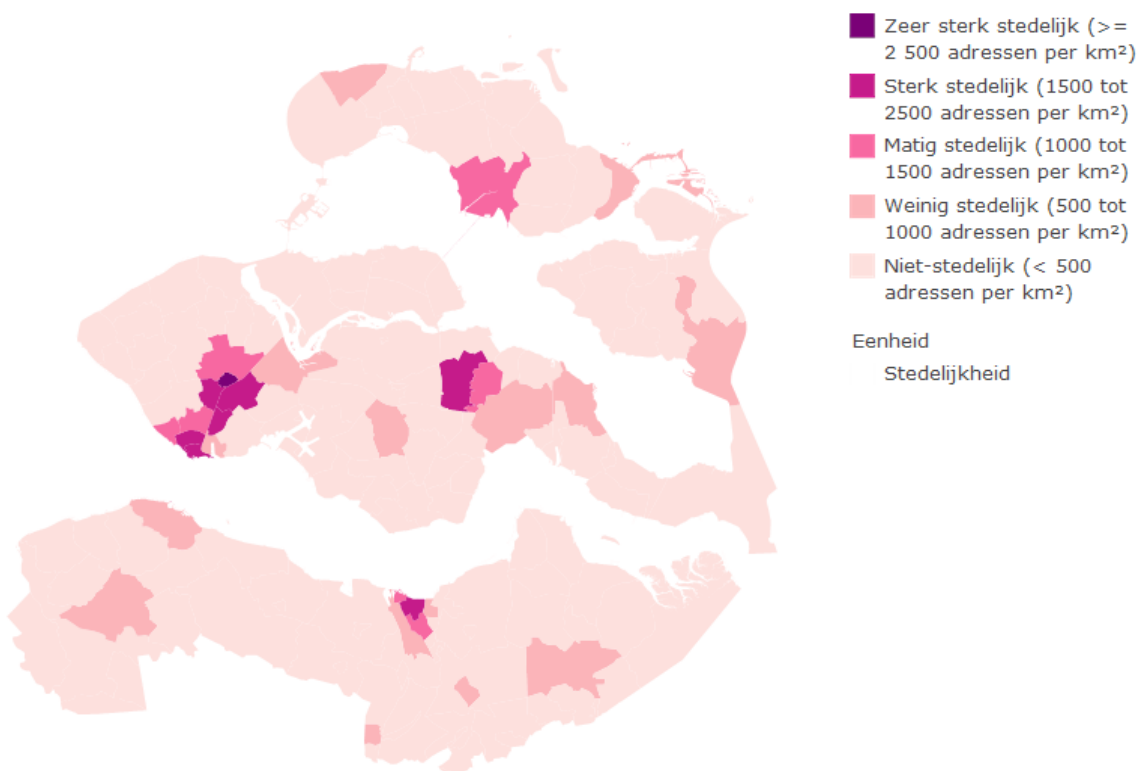 Zeer sterk stedelijk (>=
2 500 adressen per km²)
Sterk stedelijk (1500 tot
2500 adressen per km²)
Matig stedelijk (1000 tot
1500 adressen per km²)
Weinig stedelijk (500 tot
1000 adressen per km²)
Niet-stedelijk (< 500
adressen per km²)
Eenheid
Stedelijkheid